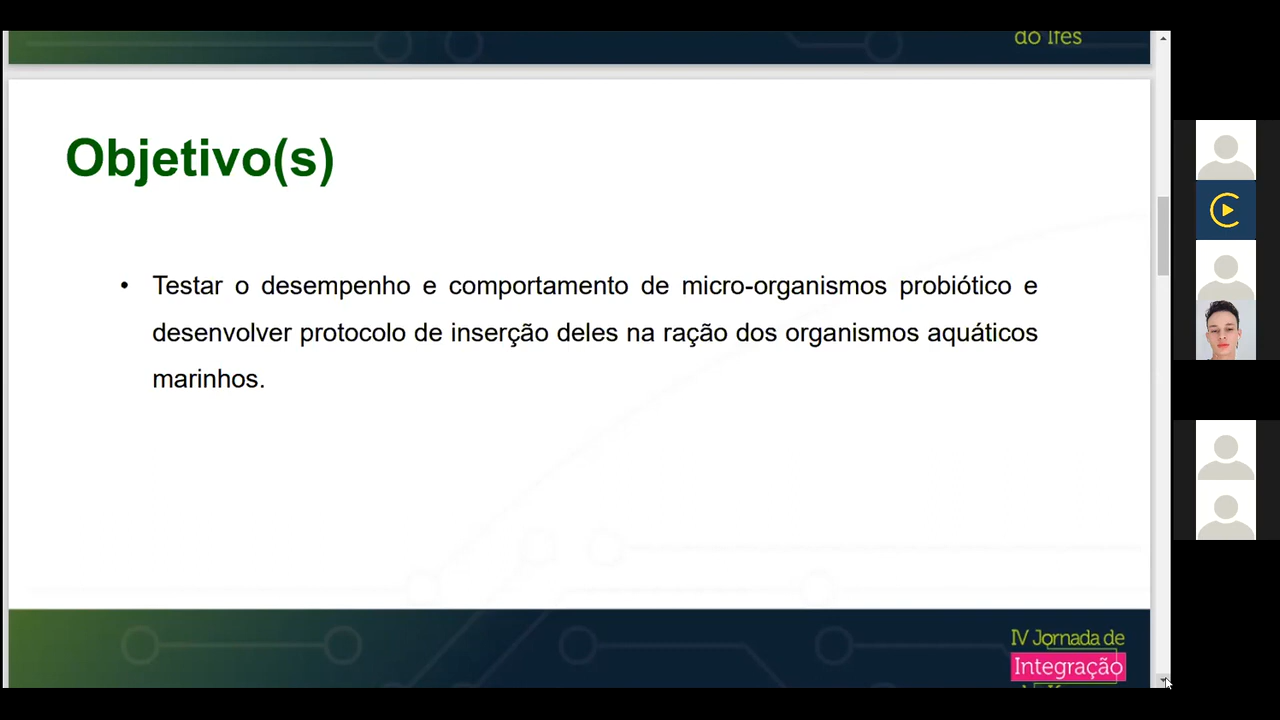 do Ifes
Objetivo(s)
• Testar o desempenho e comportamento de micro-organismos probiótico e
desenvolver protocolo de inserção deles na ração dos organismos aquáticos
marinhos.
IV Jornada de
Integração